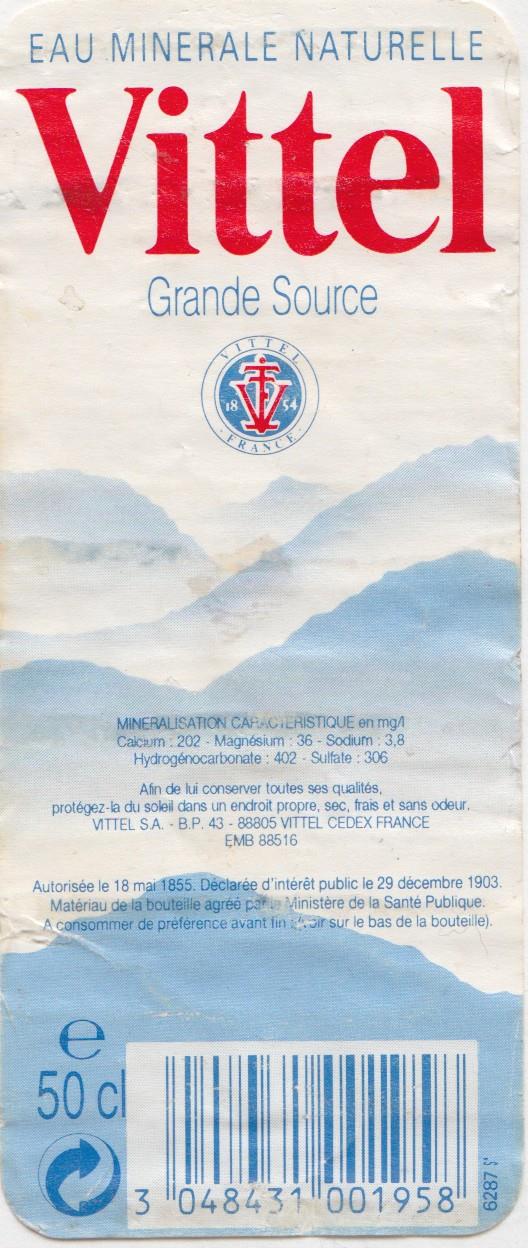 EAU MINERALE NATURELLE
Vittel
Grande Source
VITTEL
18 54
FRANCE
MINERALISATION CARACTERISTIQUE en mg/l
Calcium : 202 - Magnésium : 36 - Sodium : 3,8
Hydrogénocarbonate : 402 - Sulfate : 306
Afin de lui conserver toutes ses qualités,
protégez-la du soleil dans un endroit propre, sec, frais et sans odeur.
VITTEL S.A. - B.P. 43 - 88805 VITTEL CEDEX FRANCE
EMB 88516
Autorisée le 18 mai 1855. Déclarée d'intérêt public le 29 décembre 1903.
Matériau de la bouteille agréé par le Ministère de la Santé Publique.
A consommer de préférence avant fin : (voir sur le bas de la bouteille).
e
50 cl
3 048431 001958
6287